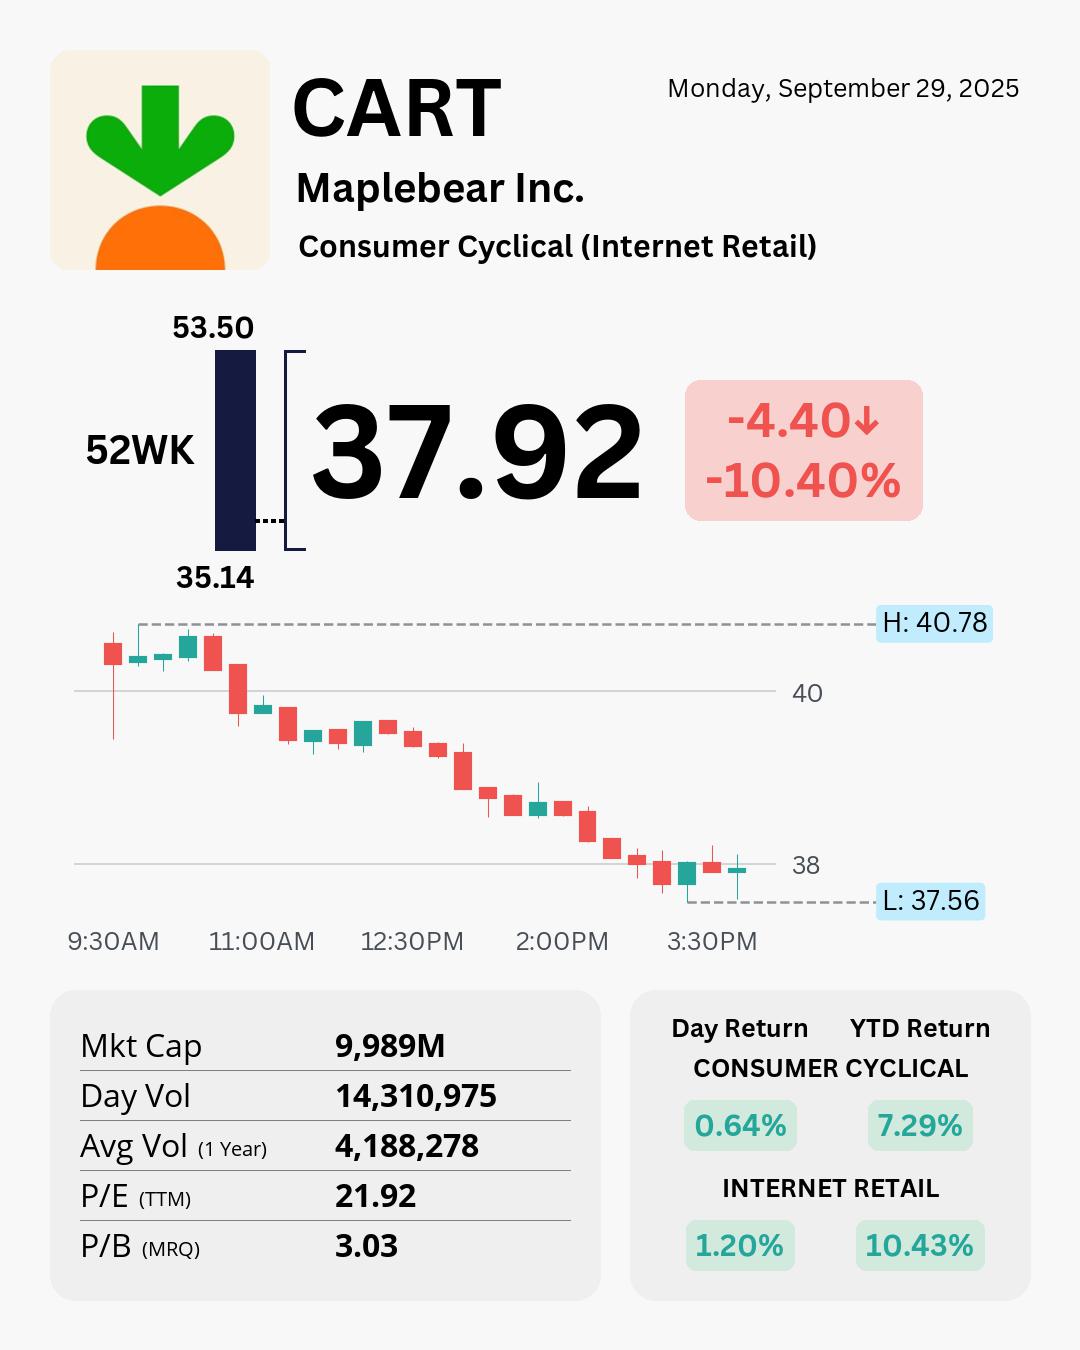 CART
Monday, September 29, 2025
Maplebear Inc.
Consumer Cyclical (Internet Retail)
53.50
52WK
35.14
37.92
-4.40↓
-10.40%
H: 40.78
40
38
L: 37.56
9:30AM 11:00AM 12:30PM 2:00PM 3:30PM
Mkt Cap 9,989M
Day Vol 14,310,975
Avg Vol (1 Year) 4,188,278
P/E (TTM) 21.92
P/B (MRQ) 3.03
Day Return YTD Return
CONSUMER CYCLICAL
0.64% 7.29%
INTERNET RETAIL
1.20% 10.43%